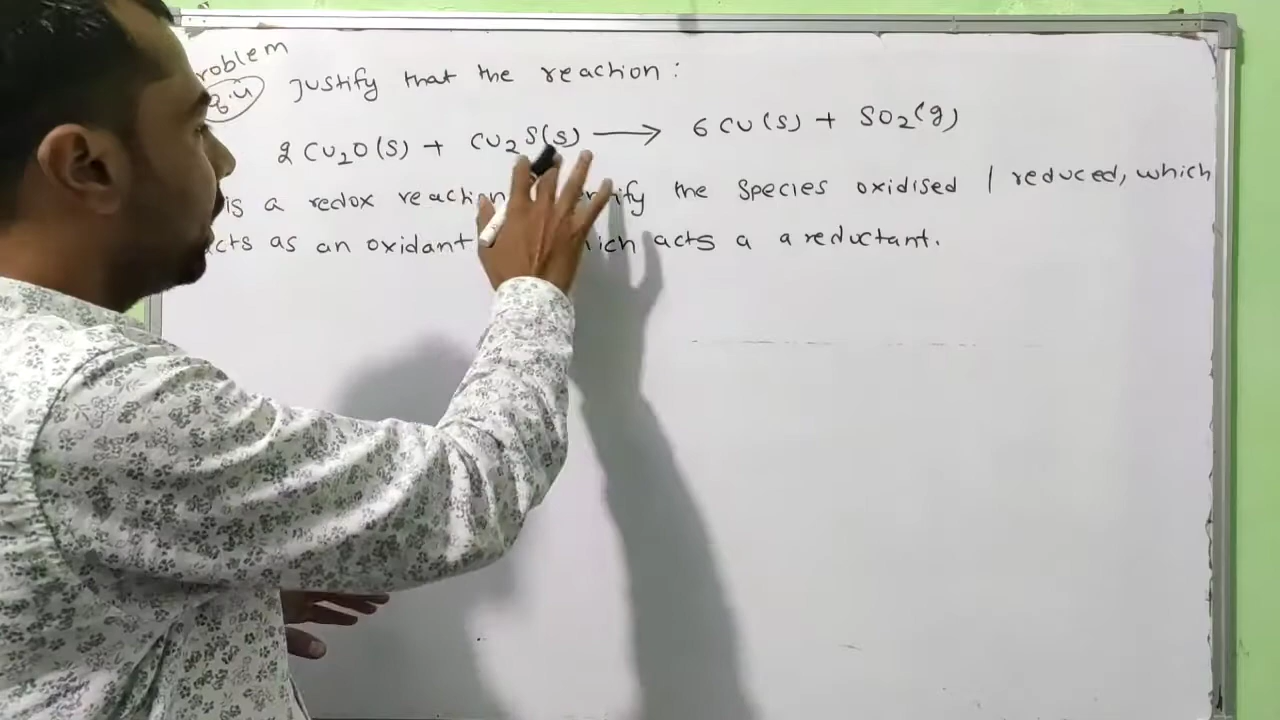 roblem
Q.4 Justify that the reaction :
2 Cu₂O(s) + Cu₂S(s) ⟶ 6 Cu(s) + SO₂(g)
is a redox reaction the species oxidised / reduced, which
acts as an oxidant acts a a reductant.